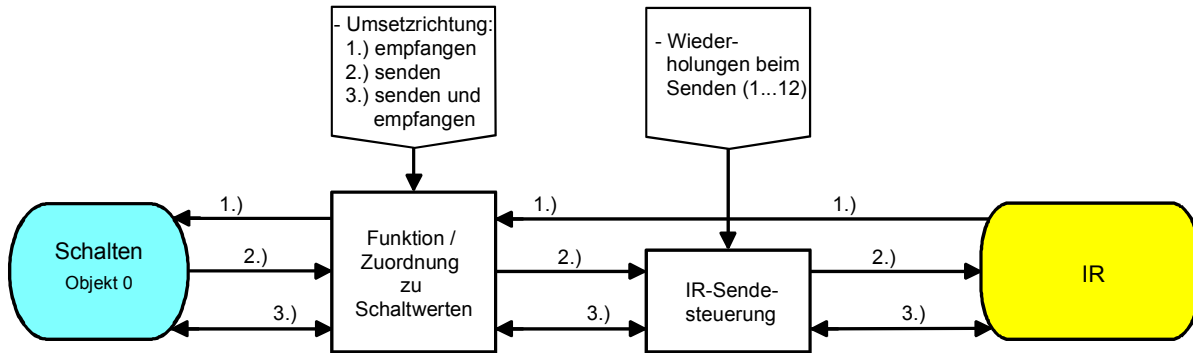 - Umsetzrichtung:
1.) empfangen
2.) senden
3.) senden und
empfangen
- Wieder-
holungen beim
Senden (1...12)
Schalten
Objekt 0
1.)
2.)
3.)
Funktion /
Zuordnung
zu
Schaltwerten
1.)
1.)
2.)
3.)
IR-Sende-
steuerung
2.)
3.)
IR